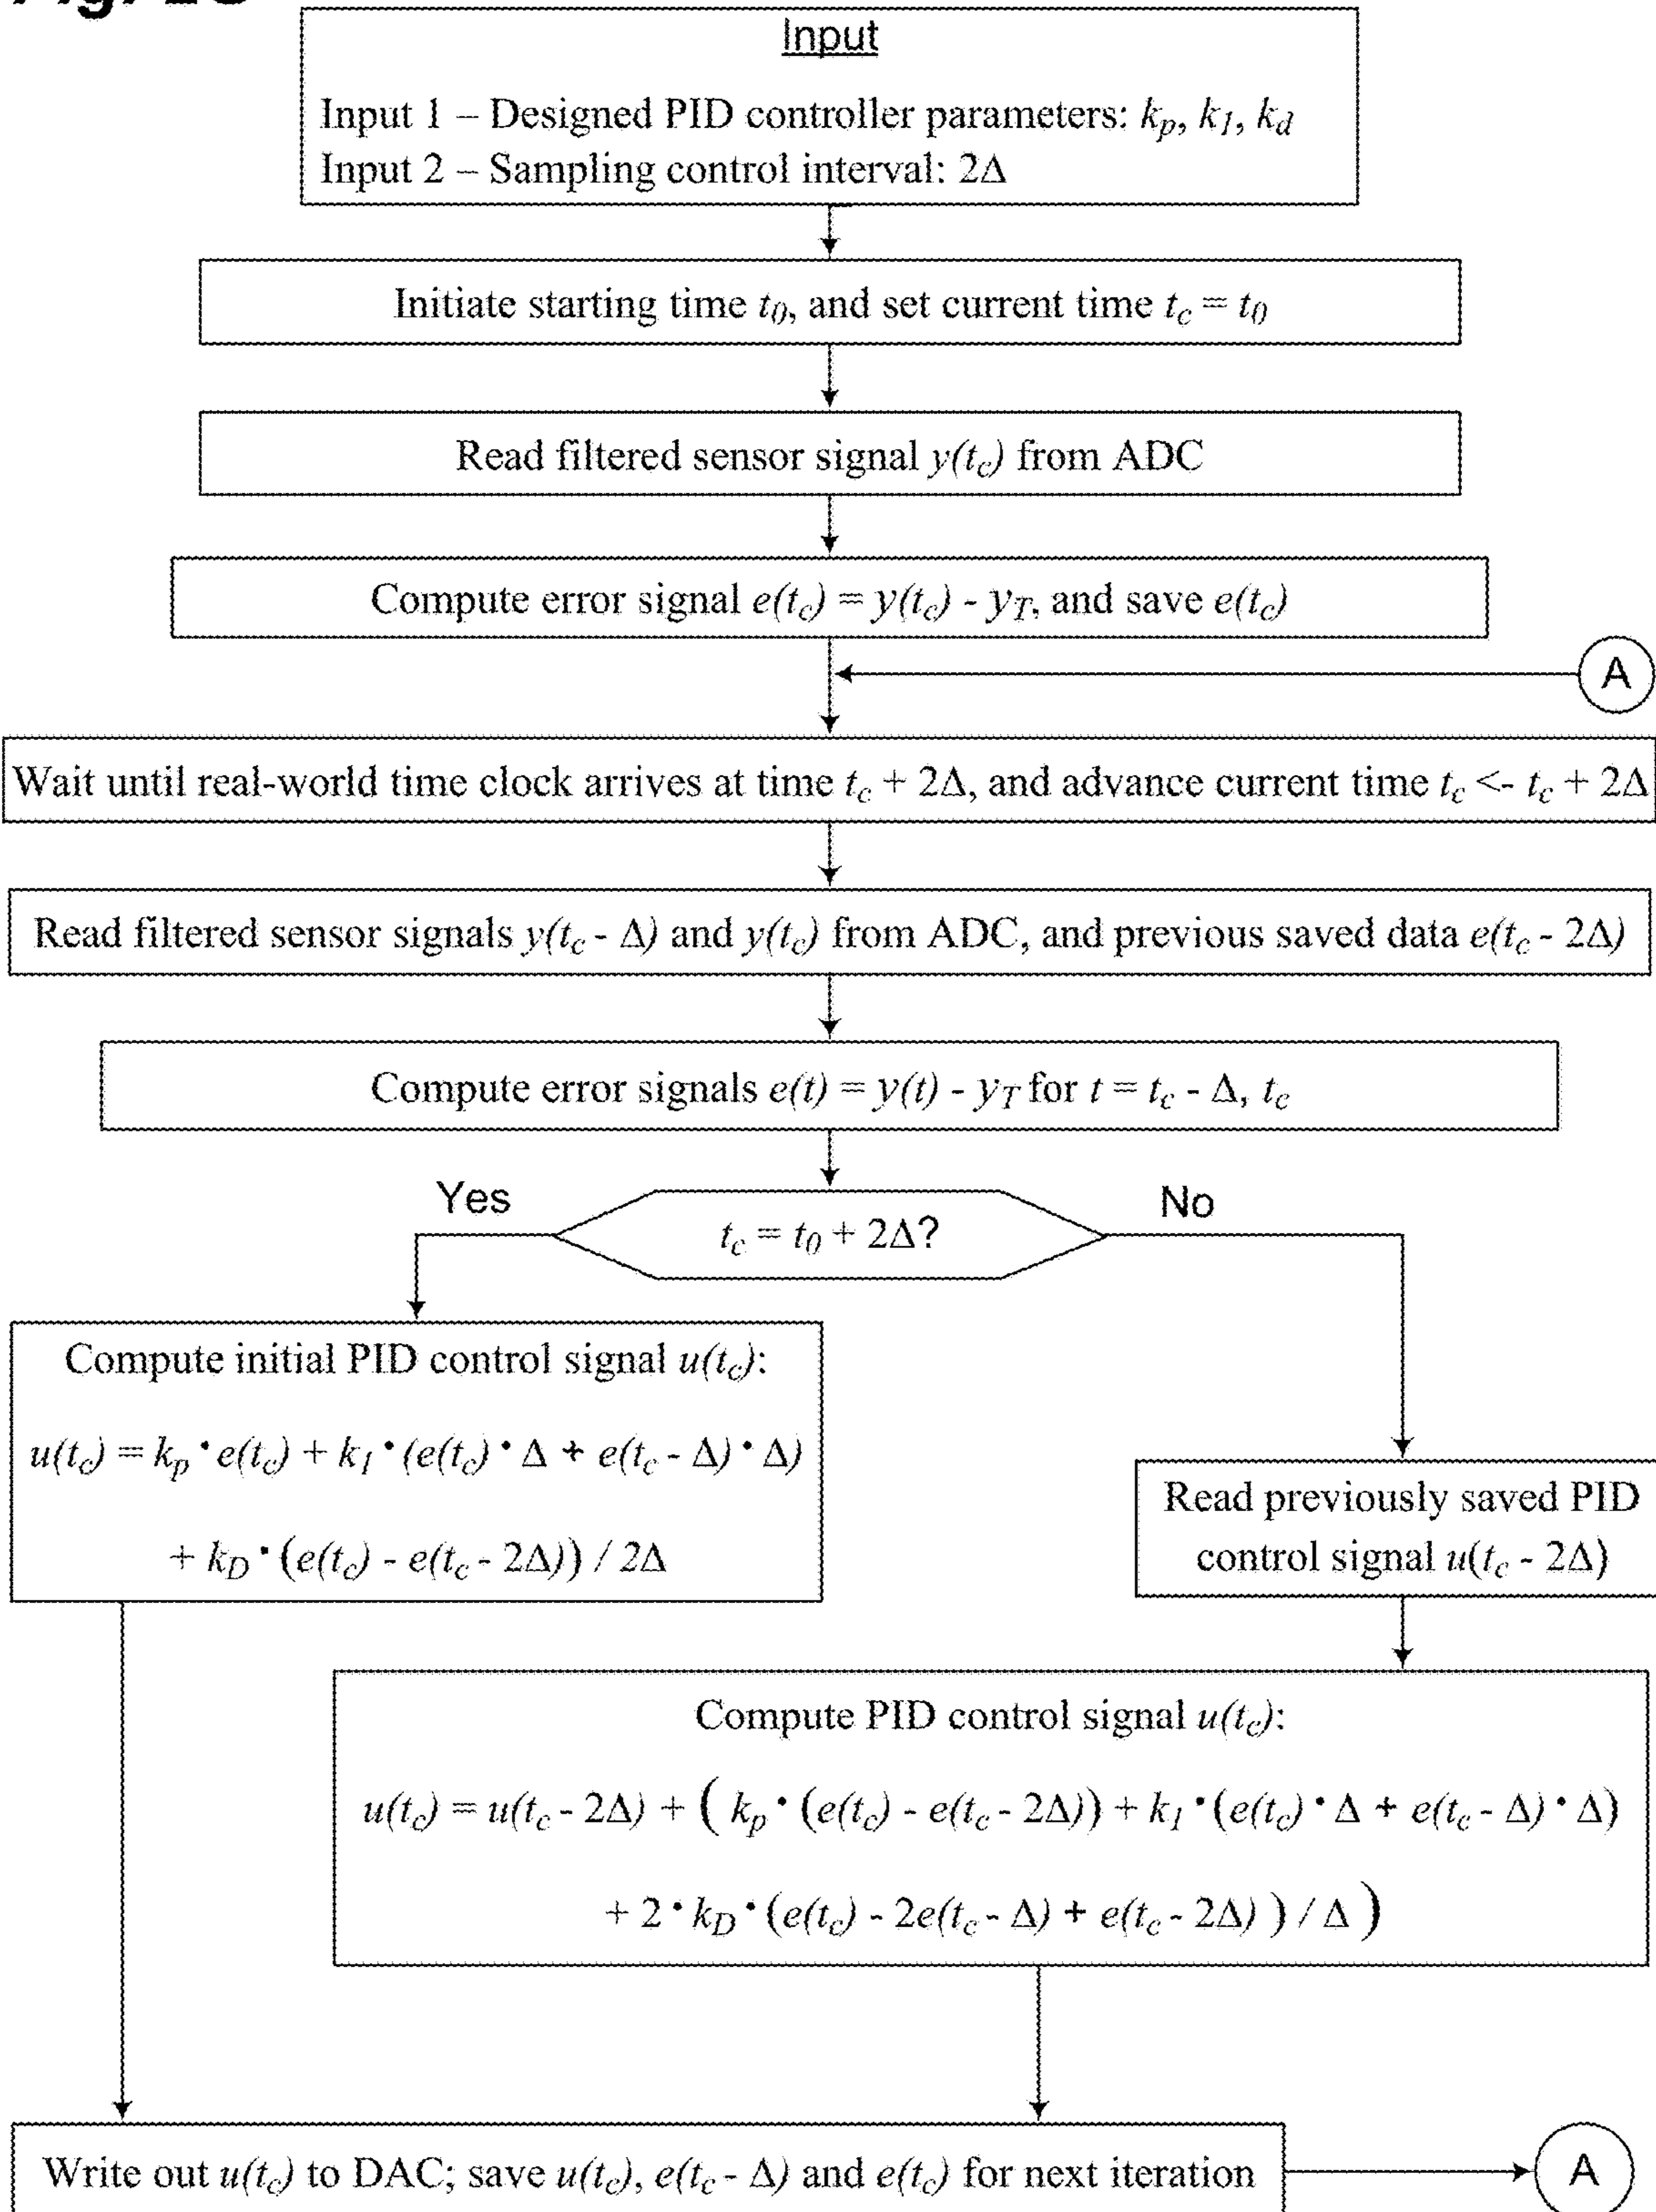 Input
Input 1 – Designed PID controller parameters: kp, k1, kd
Input 2 – Sampling control interval: 2Δ
Initiate starting time t0, and set current time tc = t0
Read filtered sensor signal y(tc) from ADC
Compute error signal e(tc) = y(tc) - yT, and save e(tc)
A
Wait until real-world time clock arrives at time tc + 2Δ, and advance current time tc <- tc + 2Δ
Read filtered sensor signals y(tc - Δ) and y(tc) from ADC, and previous saved data e(tc - 2Δ)
Compute error signals e(t) = y(t) - yT for t = tc - Δ, tc
Yes
tc = t0 + 2Δ?
No
Compute initial PID control signal u(tc):
u(tc) = kp • e(tc) + k1 • (e(tc) • Δ + e(tc - Δ) • Δ)
+ kD • (e(tc) - e(tc - 2Δ)) / 2Δ
Read previously saved PID
control signal u(tc - 2Δ)
Compute PID control signal u(tc):
u(tc) = u(tc - 2Δ) + ( kp • (e(tc) - e(tc - 2Δ)) + k1 • (e(tc) • Δ + e(tc - Δ) • Δ)
+ 2 • kD • (e(tc) - 2e(tc - Δ) + e(tc - 2Δ) ) / Δ )
Write out u(tc) to DAC; save u(tc), e(tc - Δ) and e(tc) for next iteration
A